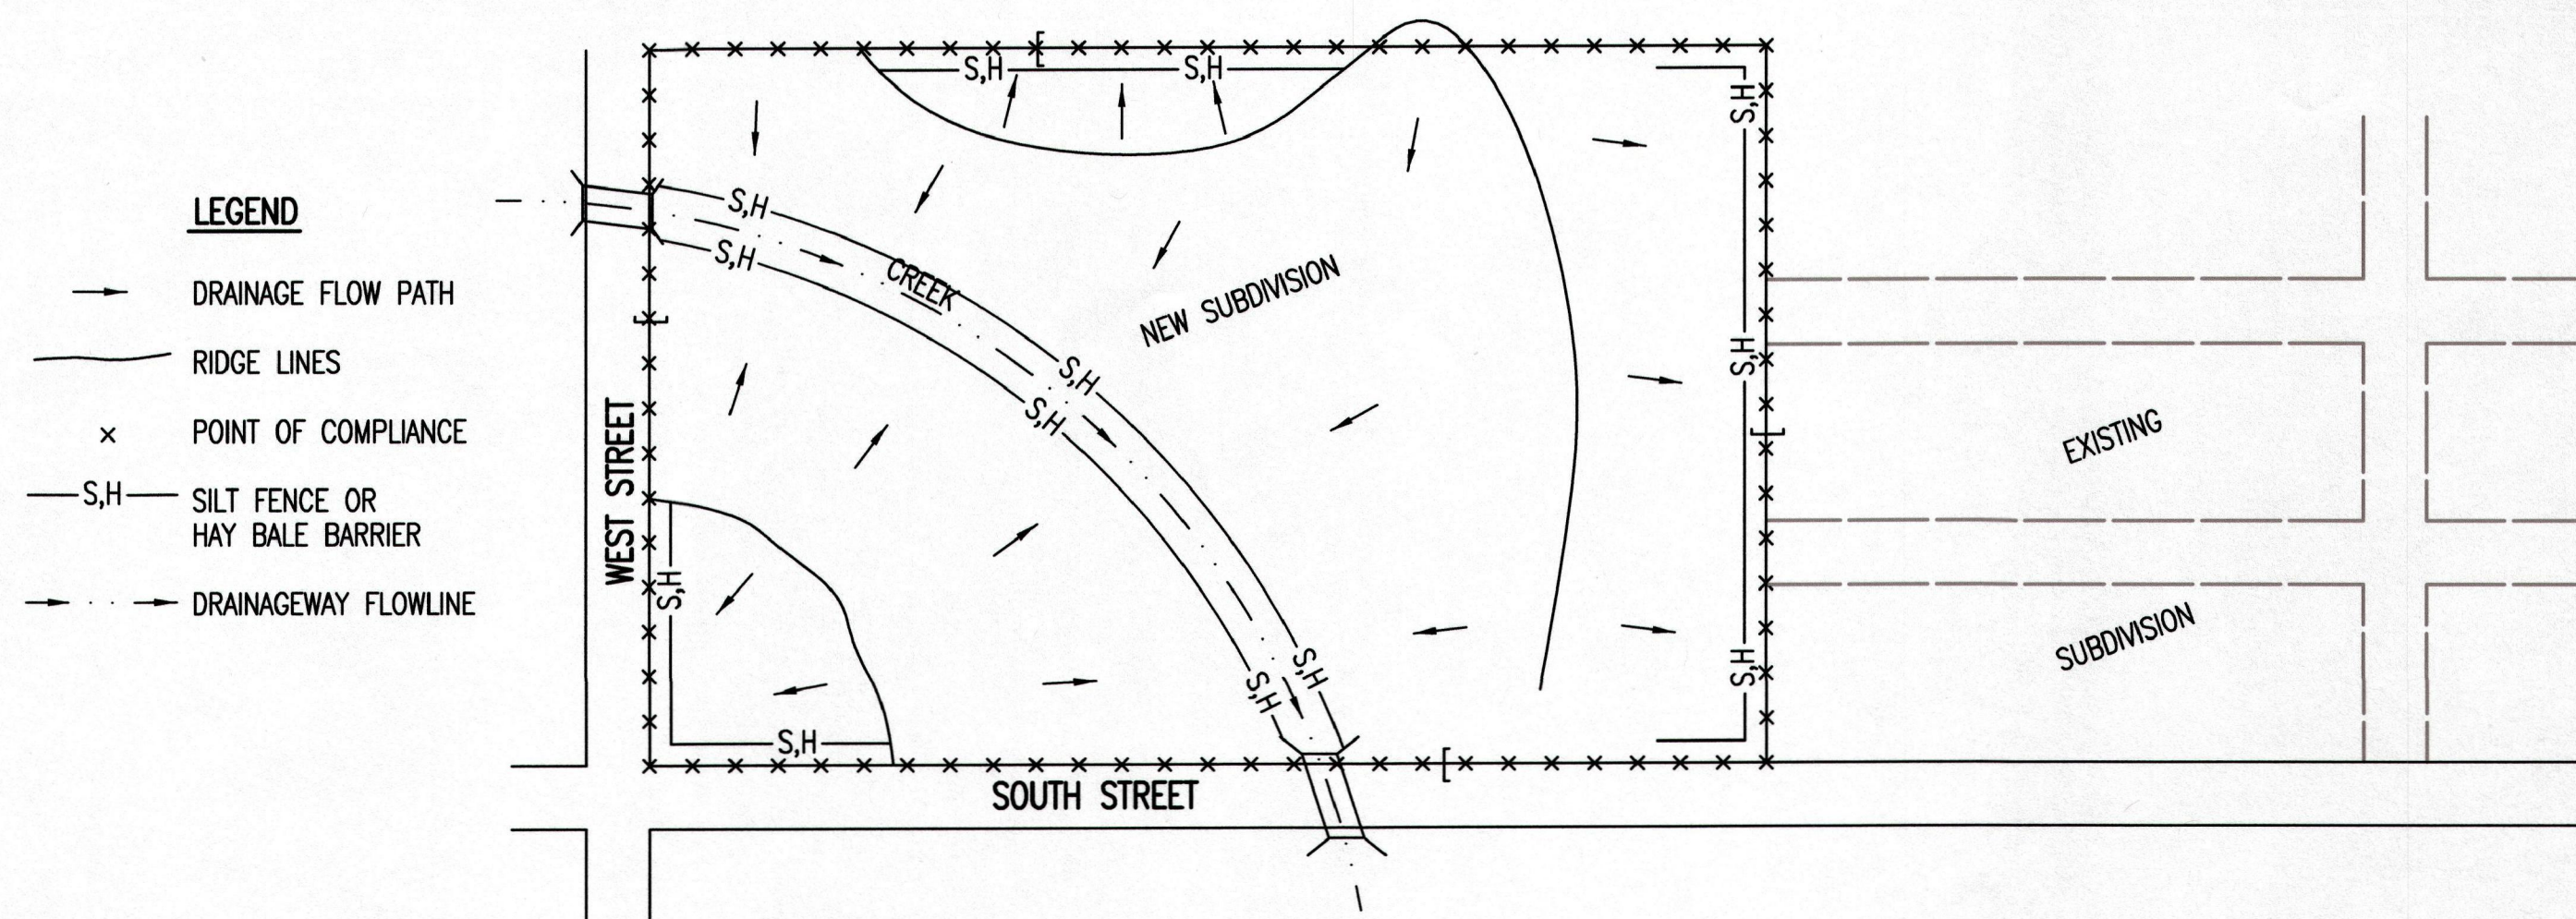 LEGEND
DRAINAGE FLOW PATH
RIDGE LINES
POINT OF COMPLIANCE
S,H
SILT FENCE OR
HAY BALE BARRIER
DRAINAGEWAY FLOWLINE
S,H
S,H
S,H
S,H
S,H
CREEK
NEW SUBDIVISION
S,H
S,H
S,H
WEST STREET
EXISTING
S,H
SUBDIVISION
S,H
S,H
S,H
S,H
SOUTH STREET